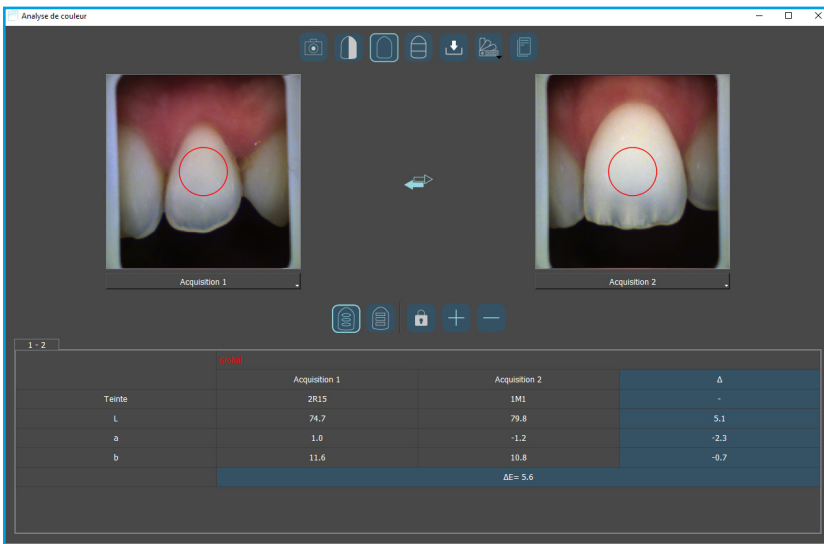 Analyse de couleur
Acquisition 1
Acquisition 2
1 - 2
global
Acquisition 1 Acquisition 2 Δ
Teinte 2R15 1M1 -
L 74.7 79.8 5.1
a 1.0 -1.2 -2.3
b 11.6 10.8 -0.7
ΔE= 5.6